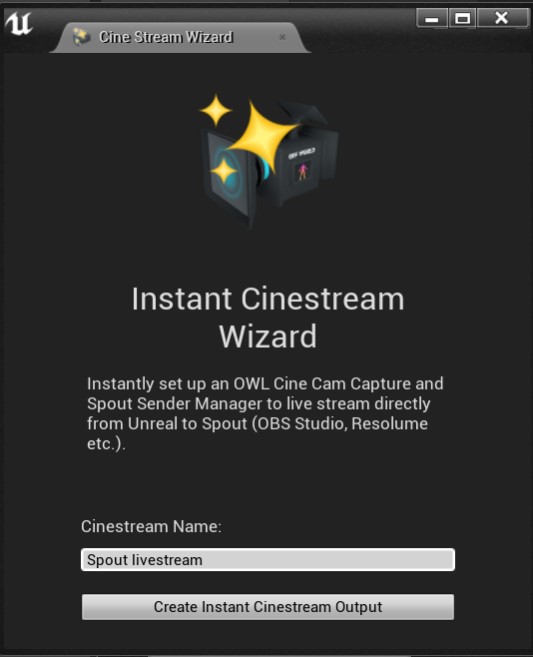 Cine Stream Wizard
Instant Cinestream
Wizard
Instantly set up an OWL Cine Cam Capture and
Spout Sender Manager to live stream directly
from Unreal to Spout (OBS Studio, Resolume
etc.).
Cinestream Name:
Spout livestream
Create Instant Cinestream Output